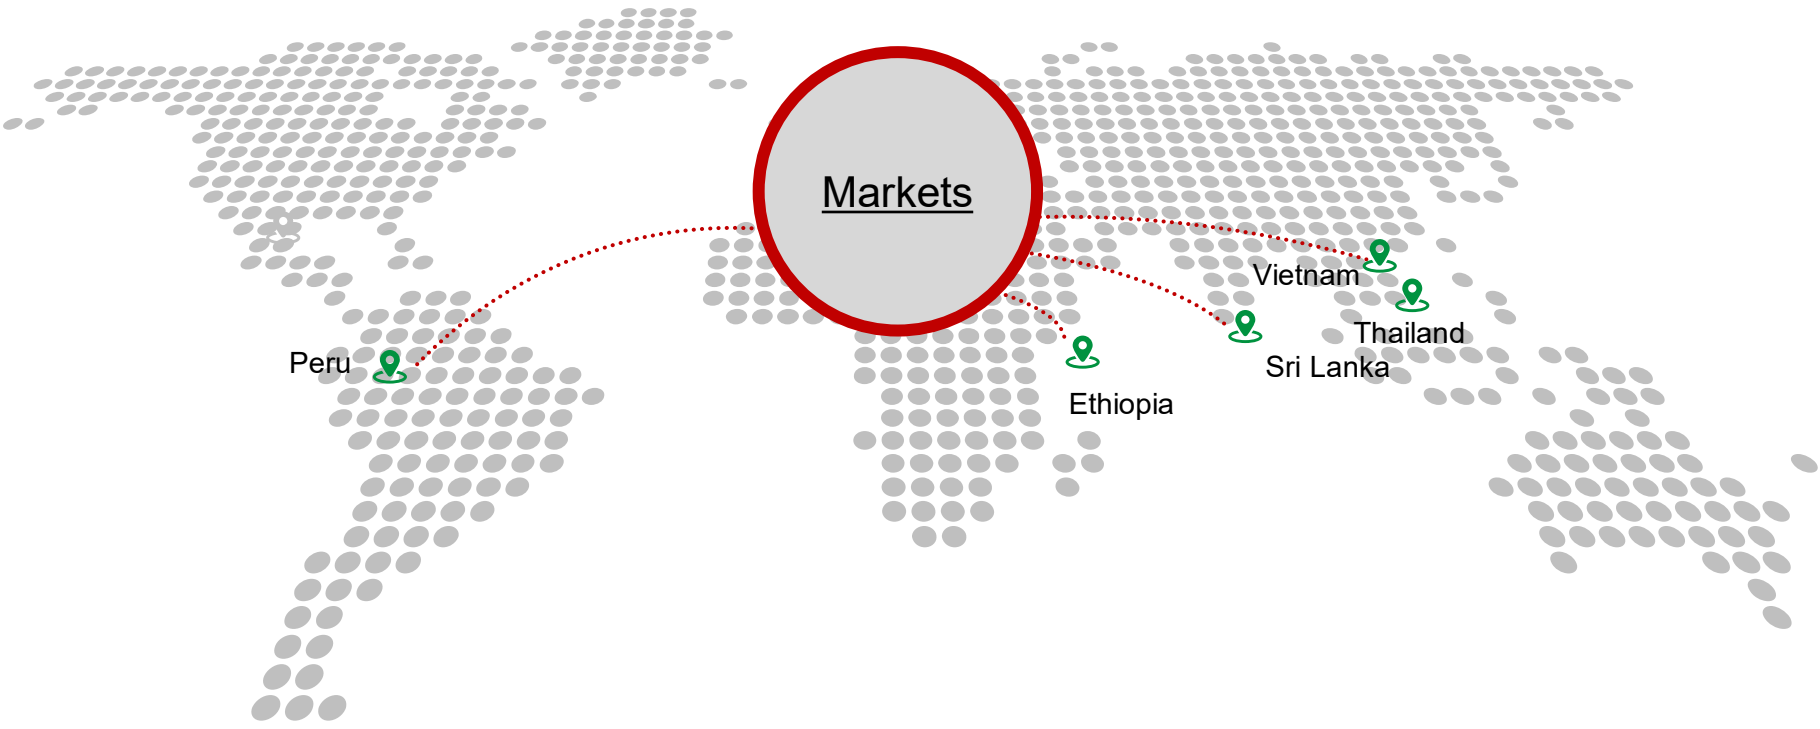 Markets
Vietnam
Thailand
Peru
Sri Lanka
Ethiopia